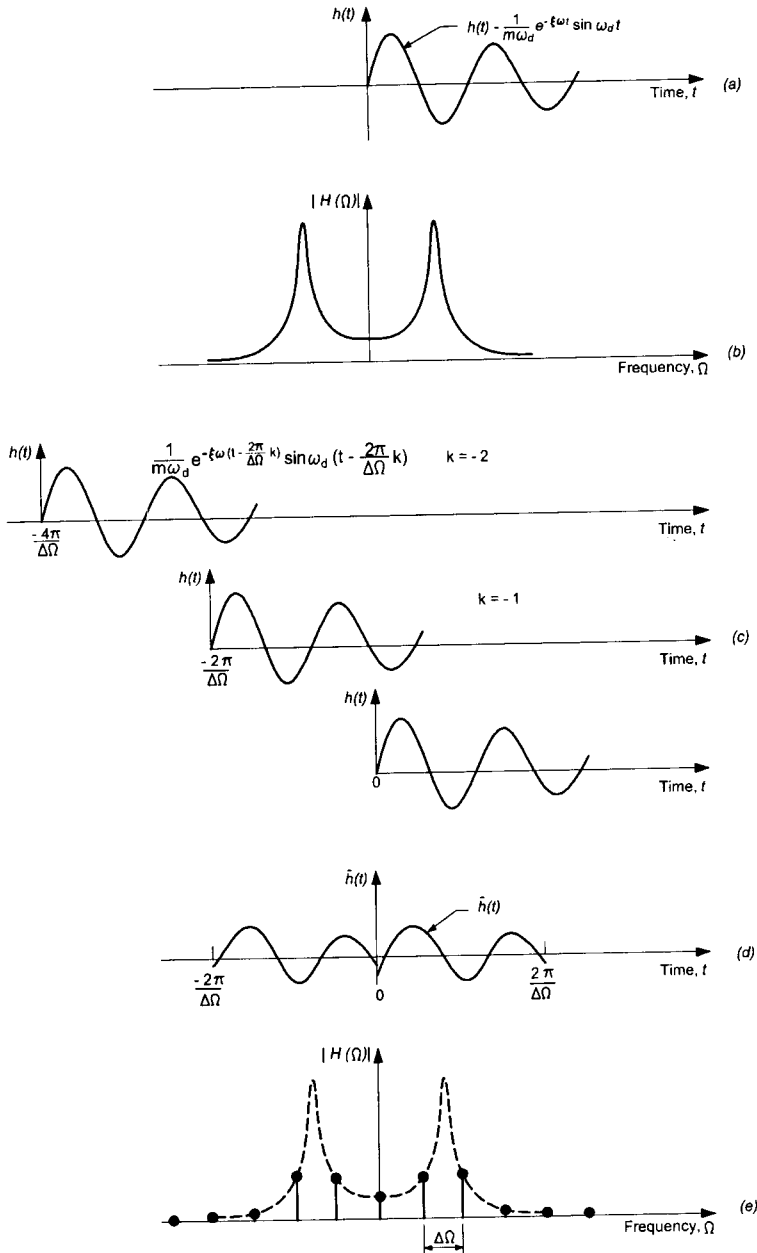 h(t)
h(t) - 1/(mω_d) e^(-ξωt) sin ω_d t
Time, t
(a)
| H (Ω)|
(b)
Frequency, Ω
h(t)
1/(mω_d) e^(-ξω(t - 2π/ΔΩ k)) sin ω_d (t - 2π/ΔΩ k) k = - 2
Time, t
- 4π/ΔΩ
h(t)
k = - 1
(c)
Time, t
- 2π/ΔΩ
h(t)
0
Time, t
h̃(t)
h̃(t)
(d)
Time, t
- 2π/ΔΩ
0
2π/ΔΩ
| H (Ω)|
(e)
Frequency, Ω
ΔΩ